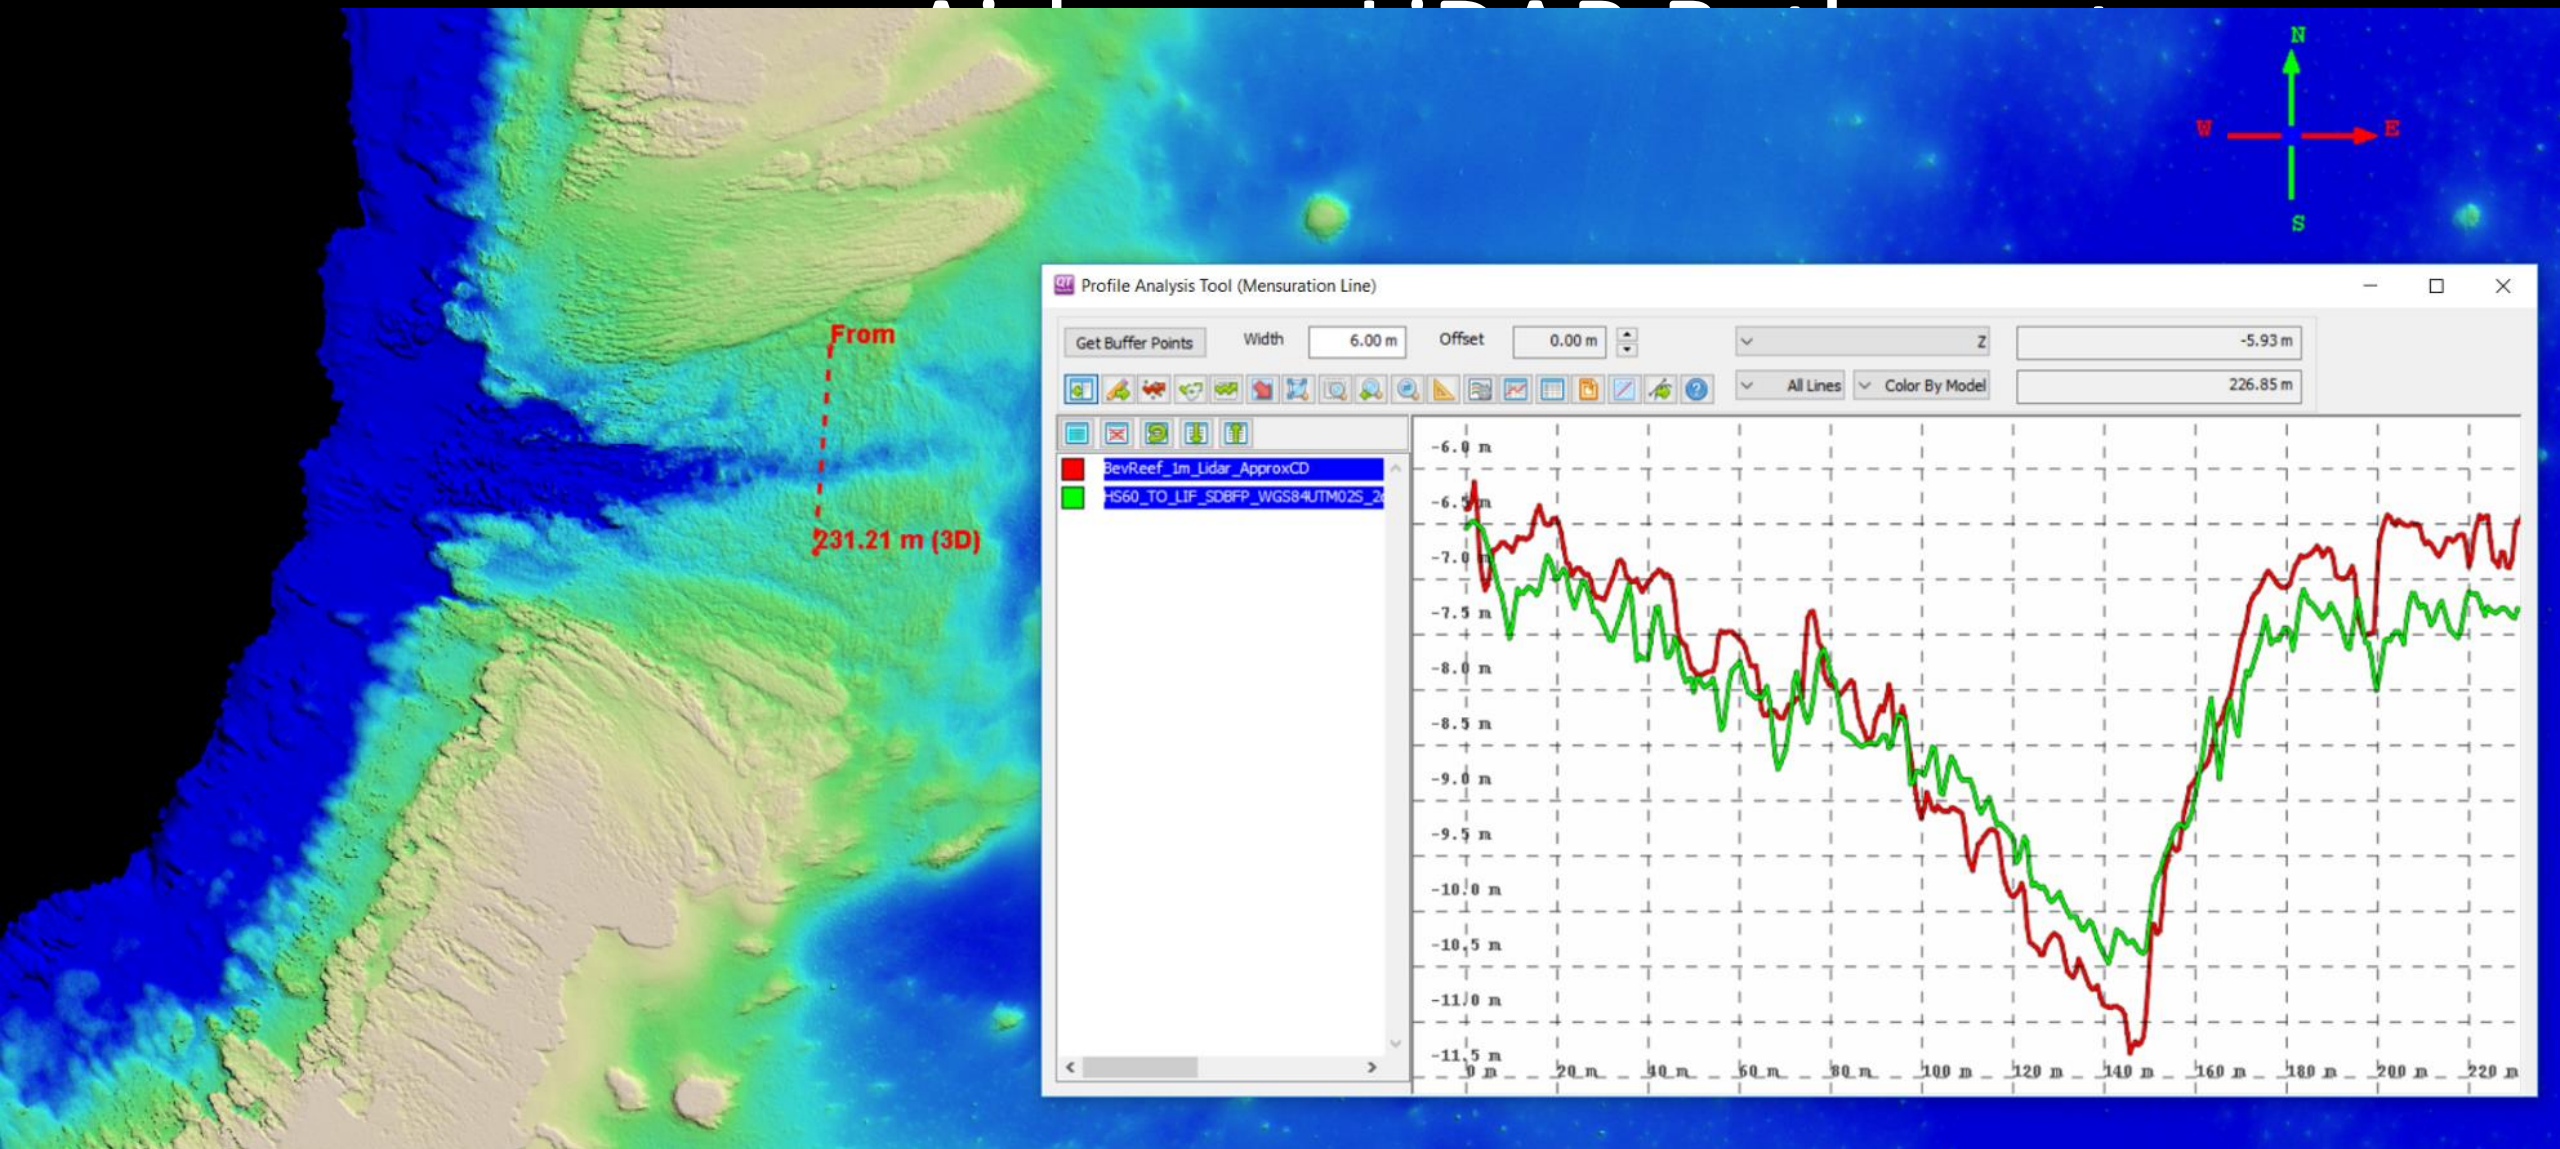 N
W E
S
From
231.21 m (3D)
Profile Analysis Tool (Mensuration Line)
Get Buffer Points Width 6.00 m Offset 0.00 m Z -5.93 m
All Lines Color By Model 226.85 m
BevReef_1m_Lidar_ApproxCD
HS60_TO_LIF_SDBFP_WGS84UTM02S_2
-6.0 m
-6.5 m
-7.0 m
-7.5 m
-8.0 m
-8.5 m
-9.0 m
-9.5 m
-10.0 m
-10.5 m
-11.0 m
-11.5 m
0 m 20 m 40 m 60 m 80 m 100 m 120 m 140 m 160 m 180 m 200 m 220 m